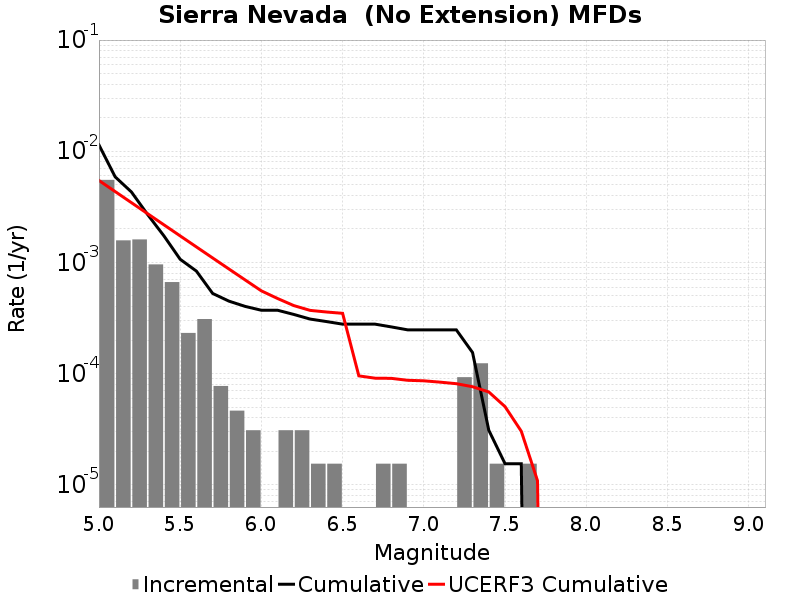 Sierra Nevada  (No Extension) MFDs
10-1
10-2
10-3
10-4
10-5
Rate (1/yr)
5.0 5.5 6.0 6.5 7.0 7.5 8.0 8.5 9.0
Magnitude
Incremental Cumulative UCERF3 Cumulative